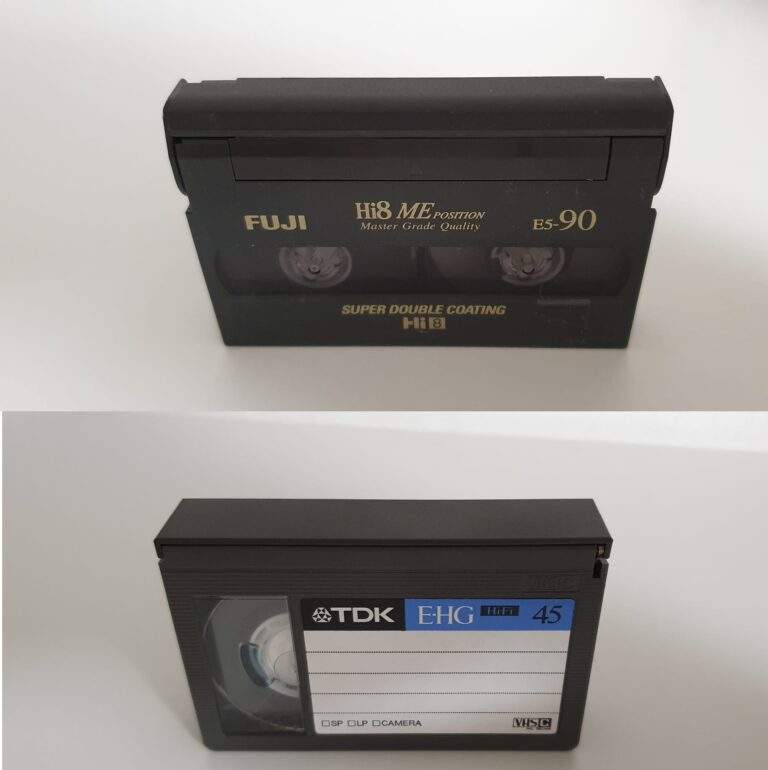 FUJI
Hi8 ME POSITION
Master Grade Quality
E5-90
SUPER DOUBLE COATING
Hi8
TDK
E-HG
HiFi
45
SP LP CAMERA
VHS C